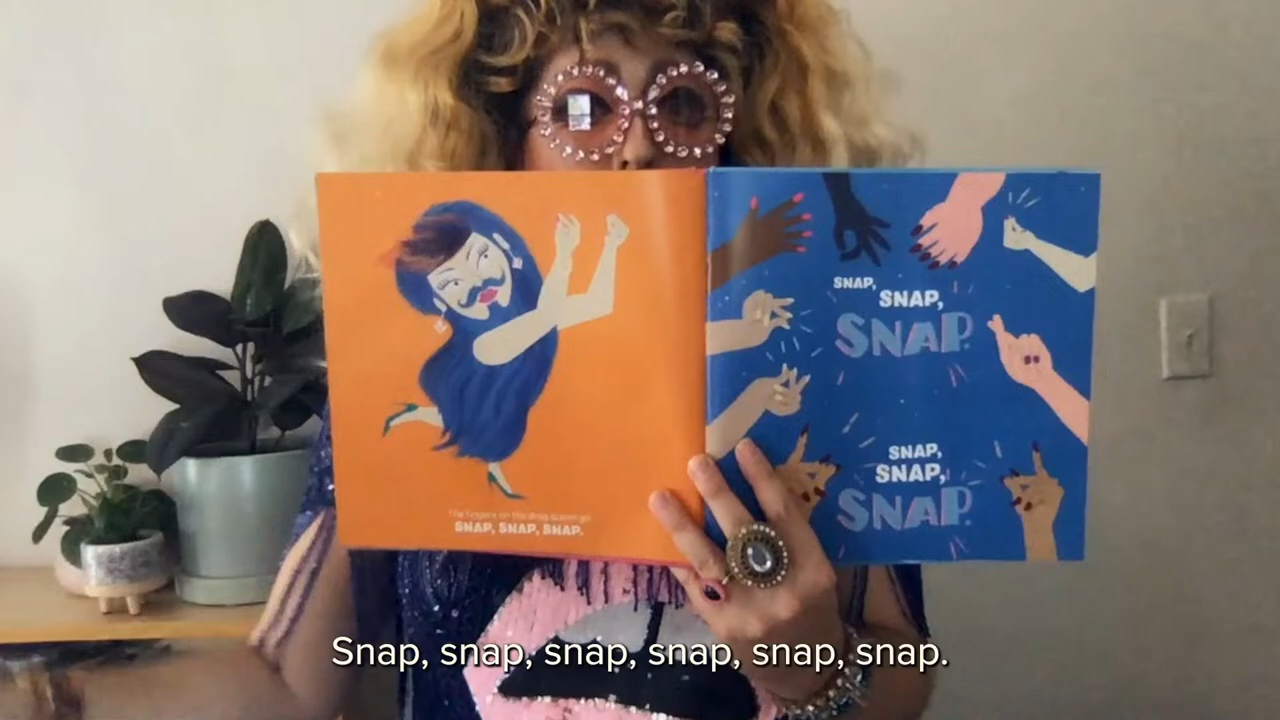 The fingers on the drag queen go
SNAP, SNAP, SNAP.
SNAP,
SNAP,
SNAP.
SNAP,
SNAP,
SNAP.
Snap, snap, snap, snap, snap, snap.